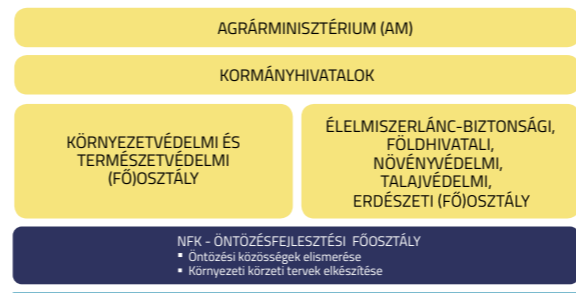 AGRÁRMINISZTÉRIUM (AM)
KORMÁNYHIVATALOK
KÖRNYEZETVÉDELMI ÉS
TERMÉSZETVÉDELMI
(FŐ)OSZTÁLY
ÉLELMISZERLÁNC-BIZTONSÁGI,
FÖLDHIVATALI,
NÖVÉNYVÉDELMI,
TALAJVÉDELMI,
ERDÉSZETI (FŐ)OSZTÁLY
NFK - ÖNTÖZÉSFEJLESZTÉSI FŐOSZTÁLY
▪ Öntözési közösségek elismerése
▪ Környezeti körzeti tervek elkészítése